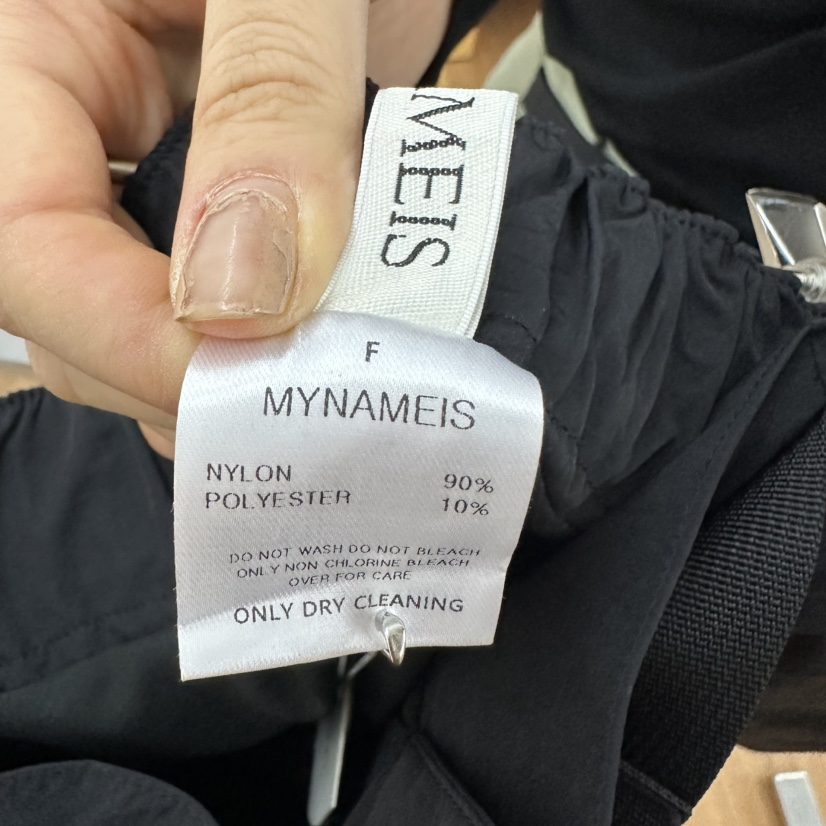 MEIS
F
MYNAMEIS
NYLON 90%
POLYESTER 10%
DO NOT WASH DO NOT BLEACH
ONLY NON CHLORINE BLEACH
OVER FOR CARE
ONLY DRY CLEANING